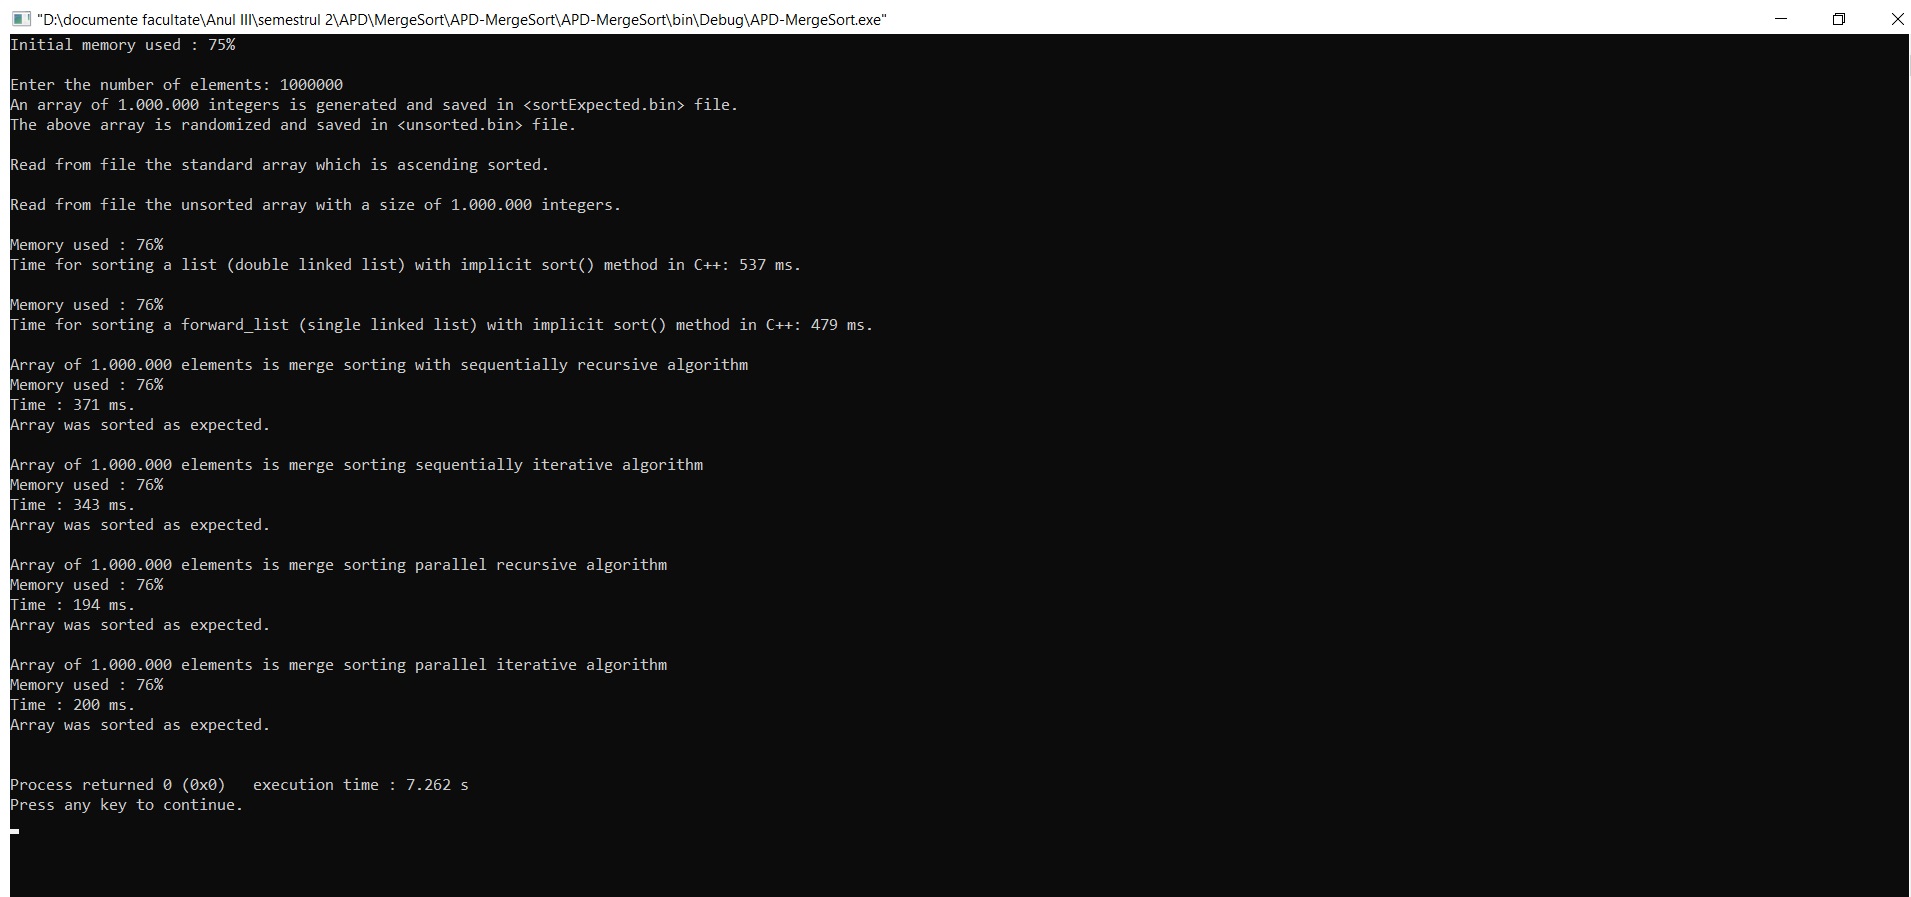 "D:\documente facultate\Anul III\semestrul 2\APD\MergeSort\APD-MergeSort\APD-MergeSort\bin\Debug\APD-MergeSort.exe"
Initial memory used : 75%
Enter the number of elements: 1000000
An array of 1.000.000 integers is generated and saved in <sortExpected.bin> file.
The above array is randomized and saved in <unsorted.bin> file.
Read from file the standard array which is ascending sorted.
Read from file the unsorted array with a size of 1.000.000 integers.
Memory used : 76%
Time for sorting a list (double linked list) with implicit sort() method in C++: 537 ms.
Memory used : 76%
Time for sorting a forward_list (single linked list) with implicit sort() method in C++: 479 ms.
Array of 1.000.000 elements is merge sorting with sequentially recursive algorithm
Memory used : 76%
Time : 371 ms.
Array was sorted as expected.
Array of 1.000.000 elements is merge sorting sequentially iterative algorithm
Memory used : 76%
Time : 343 ms.
Array was sorted as expected.
Array of 1.000.000 elements is merge sorting parallel recursive algorithm
Memory used : 76%
Time : 194 ms.
Array was sorted as expected.
Array of 1.000.000 elements is merge sorting parallel iterative algorithm
Memory used : 76%
Time : 200 ms.
Array was sorted as expected.
Process returned 0 (0x0)   execution time : 7.262 s
Press any key to continue.